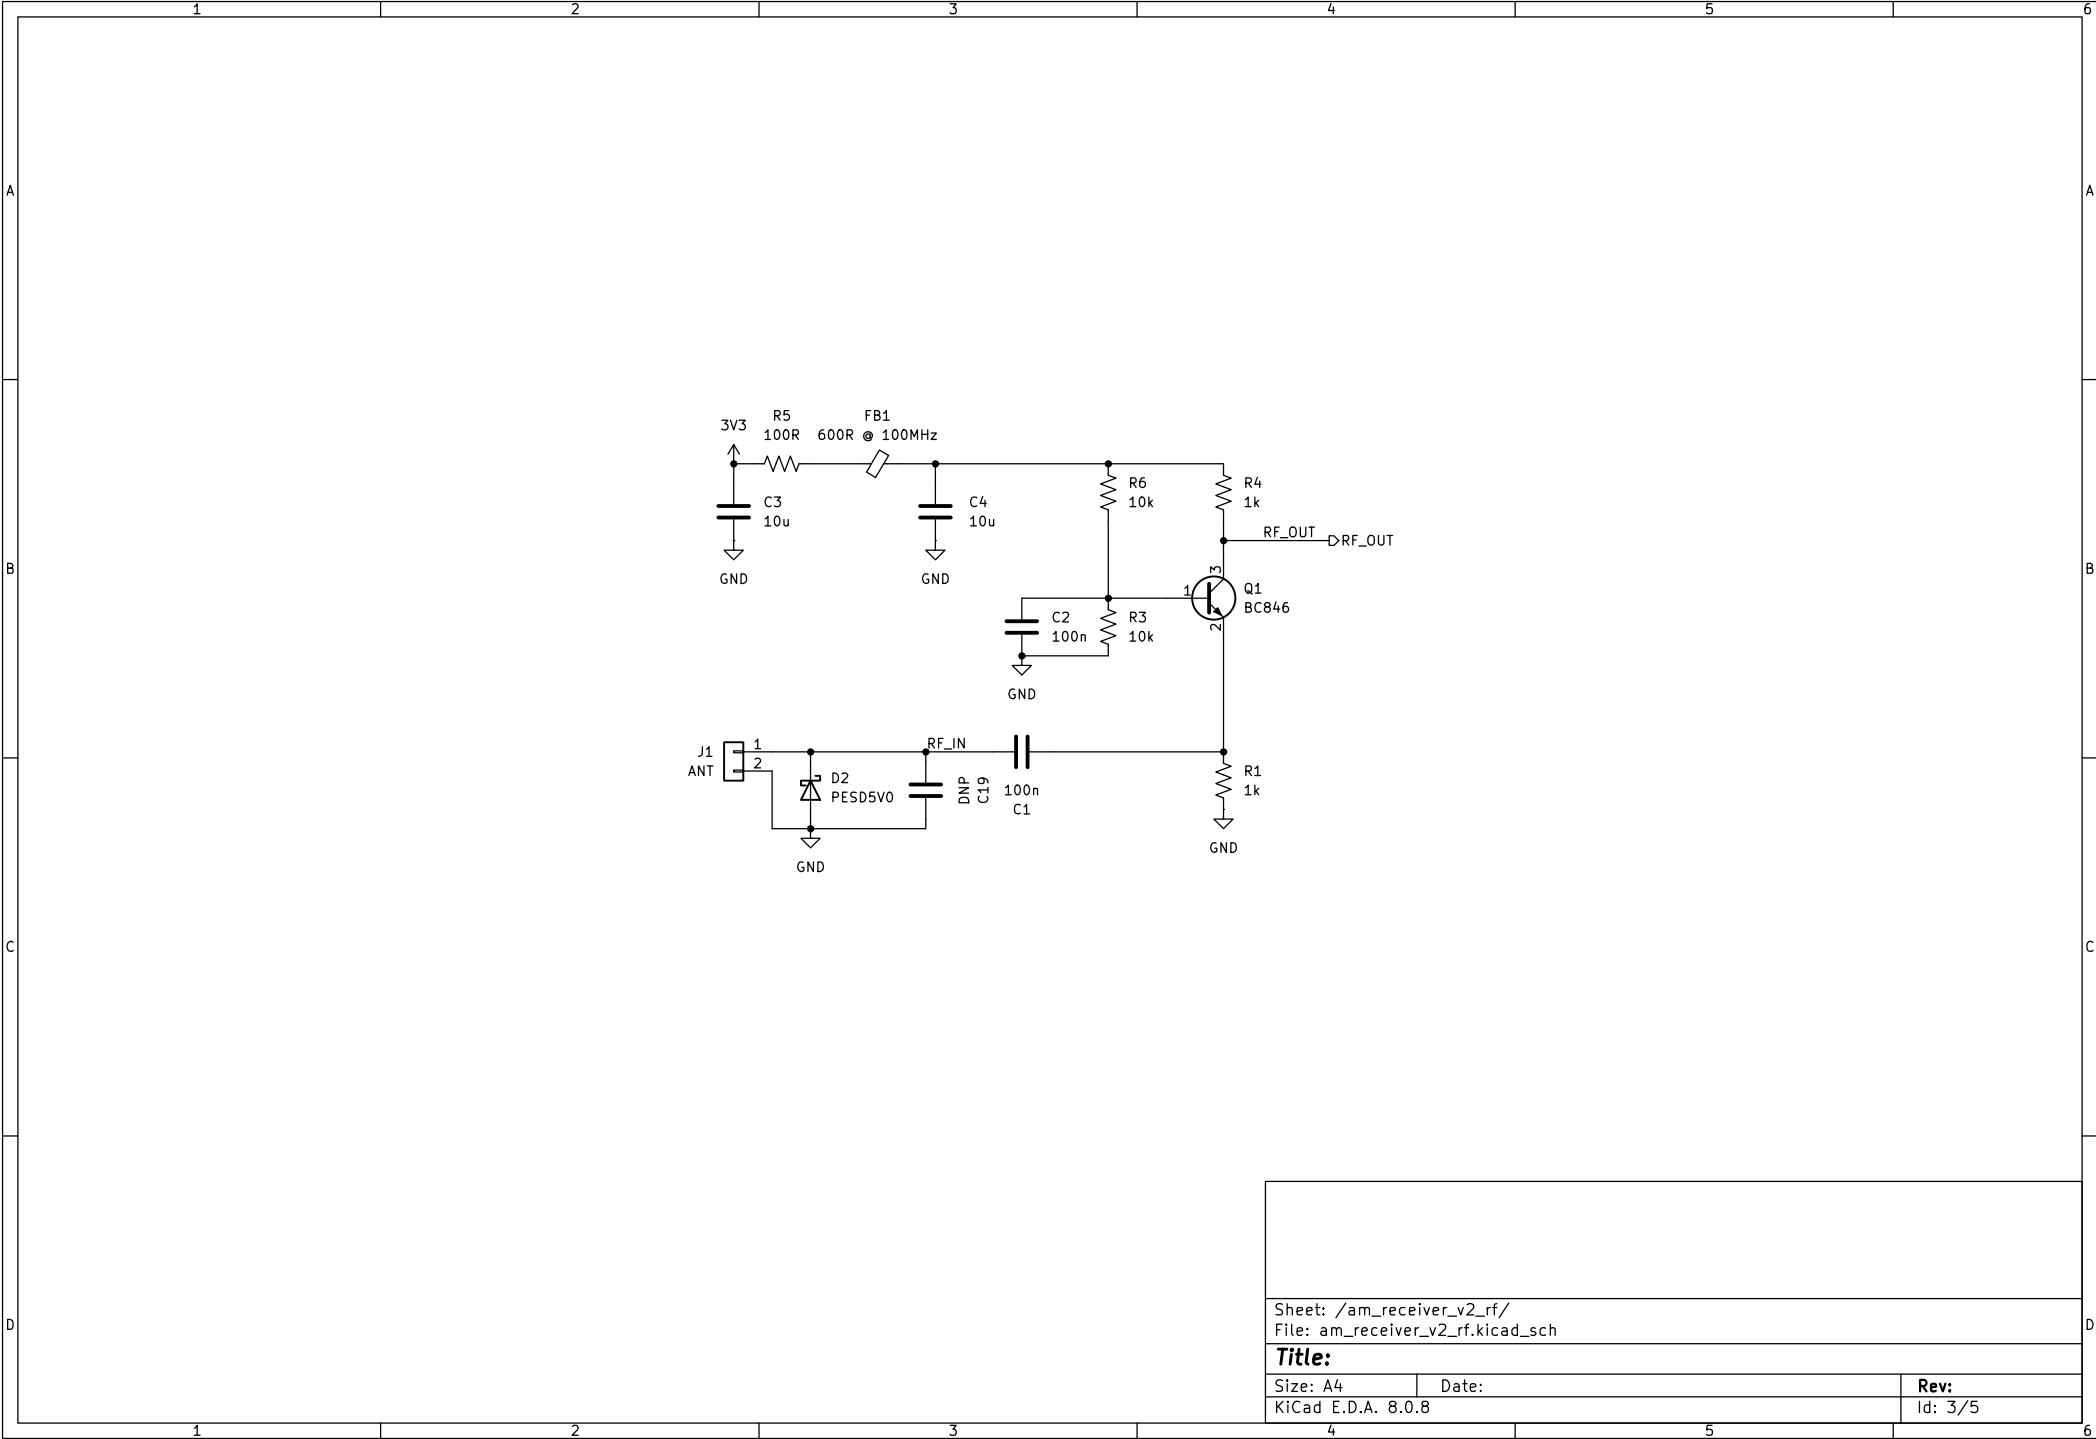 1 2 3 4 5 6
A A
R5 FB1
3V3 100R 600R @ 100MHz
R6 R4
10k 1k
C3 C4
10u 10u
RF_OUT RF_OUT
GND GND
B B
3
1 Q1
BC846
C2 R3 2
100n 10k
GND
J1 1 RF_IN
ANT 2
D2 DNP 100n R1
PESD5V0 C19 C1 1k
GND
GND
C C
Sheet: /am_receiver_v2_rf/
File: am_receiver_v2_rf.kicad_sch
D D
Title:
Size: A4 Date: Rev:
KiCad E.D.A. 8.0.8 Id: 3/5
1 2 3 4 5 6